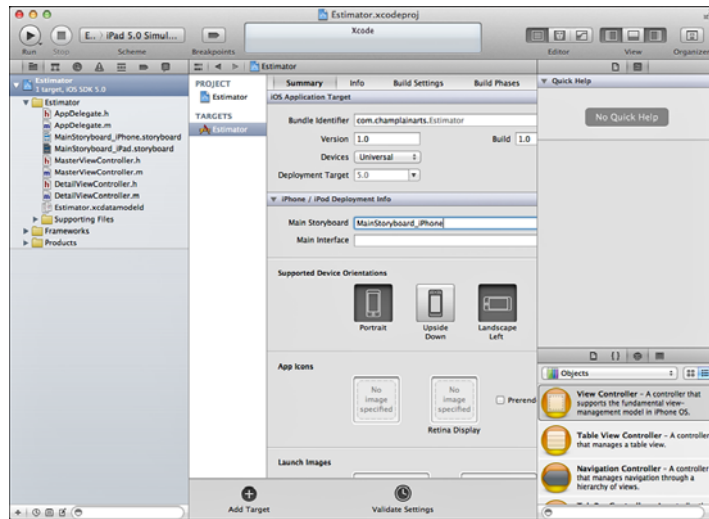 Estimator.xcodeproj
E... > iPad 5.0 Simul...
Xcode
Run
Stop
Scheme
Breakpoints
Editor
View
Organizer
Estimator
Estimator
1 target, iOS SDK 5.0
Estimator
AppDelegate.h
AppDelegate.m
MainStoryboard_iPhone.storyboard
MainStoryboard_iPad.storyboard
MasterViewController.h
MasterViewController.m
DetailViewController.h
DetailViewController.m
Estimator.xcdatamodeld
Supporting Files
Frameworks
Products
PROJECT
Estimator
TARGETS
Estimator
Summary
Info
Build Settings
Build Phases
iOS Application Target
Bundle Identifier com.champlainarts.Estimator
Version 1.0
Build 1.0
Devices Universal
Deployment Target 5.0
iPhone / iPod Deployment Info
Main Storyboard MainStoryboard_iPhone
Main Interface
Supported Device Orientations
Portrait
Upside
Down
Landscape
Left
App Icons
No
image
specified
No
image
specified
Prerend
Retina Display
Launch Images
Add Target
Validate Settings
Quick Help
No Quick Help
Objects
View Controller - A controller that
supports the fundamental view-
management model in iPhone OS.
Table View Controller - A controller
that manages a table view.
Navigation Controller - A controller
that manages navigation through a
hierarchy of views.